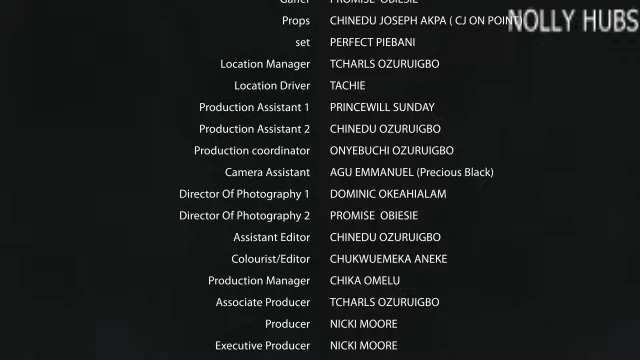 Gaffer PROMISE OBIESIE
Props CHINEDU JOSEPH AKPA ( CJ ON POINT)
NOLLY HUBS
set PERFECT PIEBANI
Location Manager TCHARLS OZURUIGBO
Location Driver TACHIE
Production Assistant 1 PRINCEWILL SUNDAY
Production Assistant 2 CHINEDU OZURUIGBO
Production coordinator ONYEBUCHI OZURUIGBO
Camera Assistant AGU EMMANUEL (Precious Black)
Director Of Photography 1 DOMINIC OKEAHIALAM
Director Of Photography 2 PROMISE OBIESIE
Assistant Editor CHINEDU OZURUIGBO
Colourist/Editor CHUKWUEMEKA ANEKE
Production Manager CHIKA OMELU
Associate Producer TCHARLS OZURUIGBO
Producer NICKI MOORE
Executive Producer NICKI MOORE